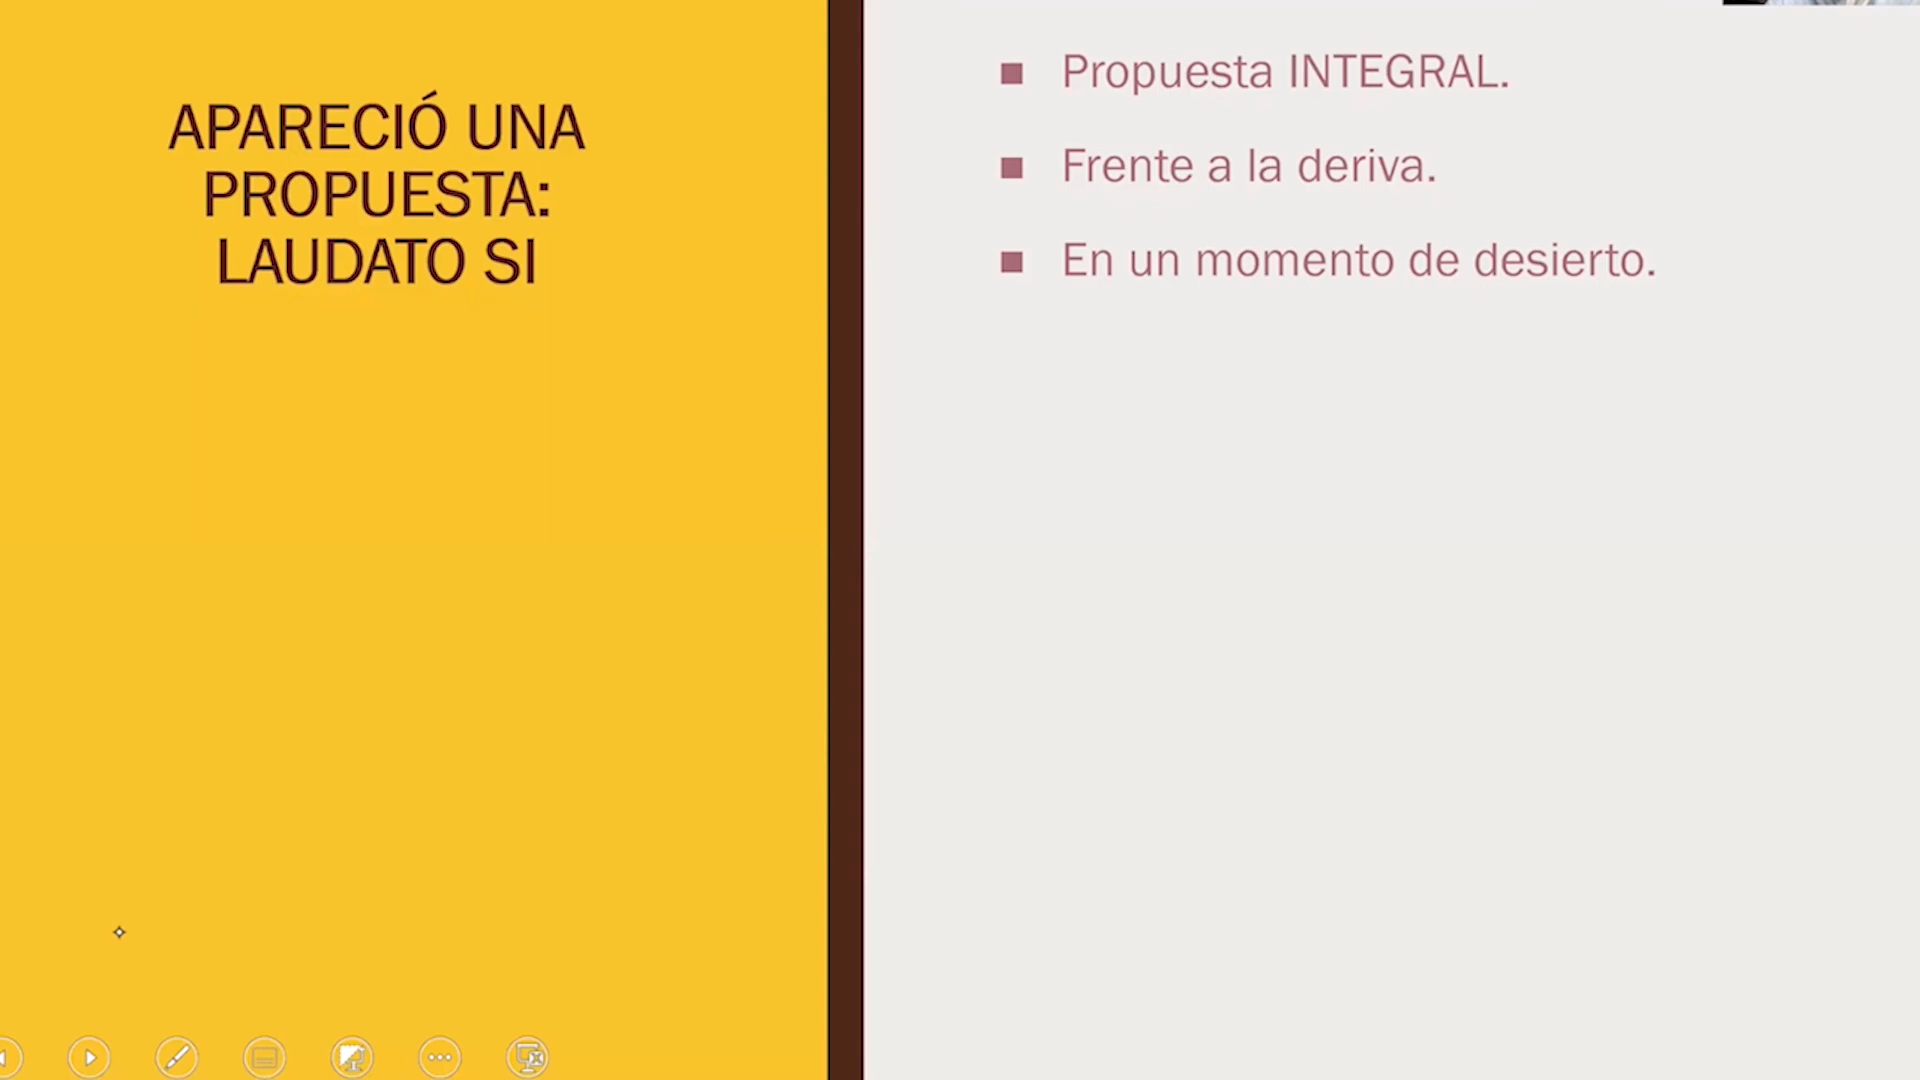 APARECIÓ UNA
PROPUESTA:
LAUDATO SI
Propuesta INTEGRAL.
Frente a la deriva.
En un momento de desierto.